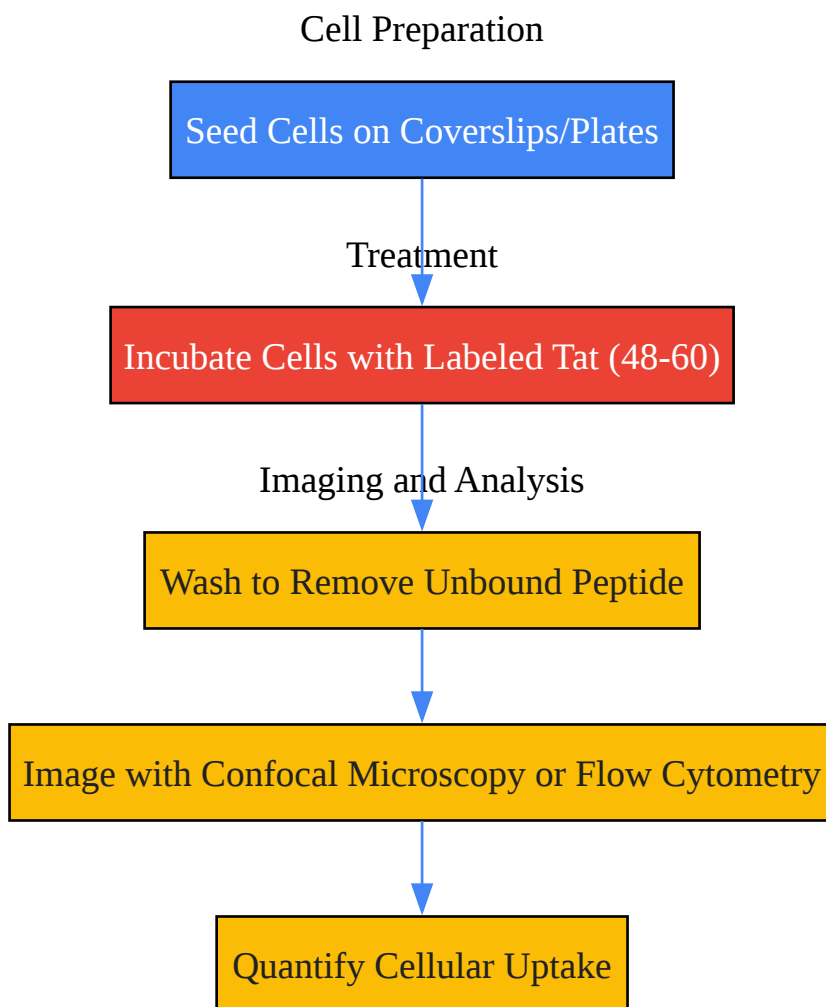 Cell Preparation
Seed Cells on Coverslips/Plates
Treatment
Incubate Cells with Labeled Tat (48-60)
Imaging and Analysis
Wash to Remove Unbound Peptide
Image with Confocal Microscopy or Flow Cytometry
Quantify Cellular Uptake